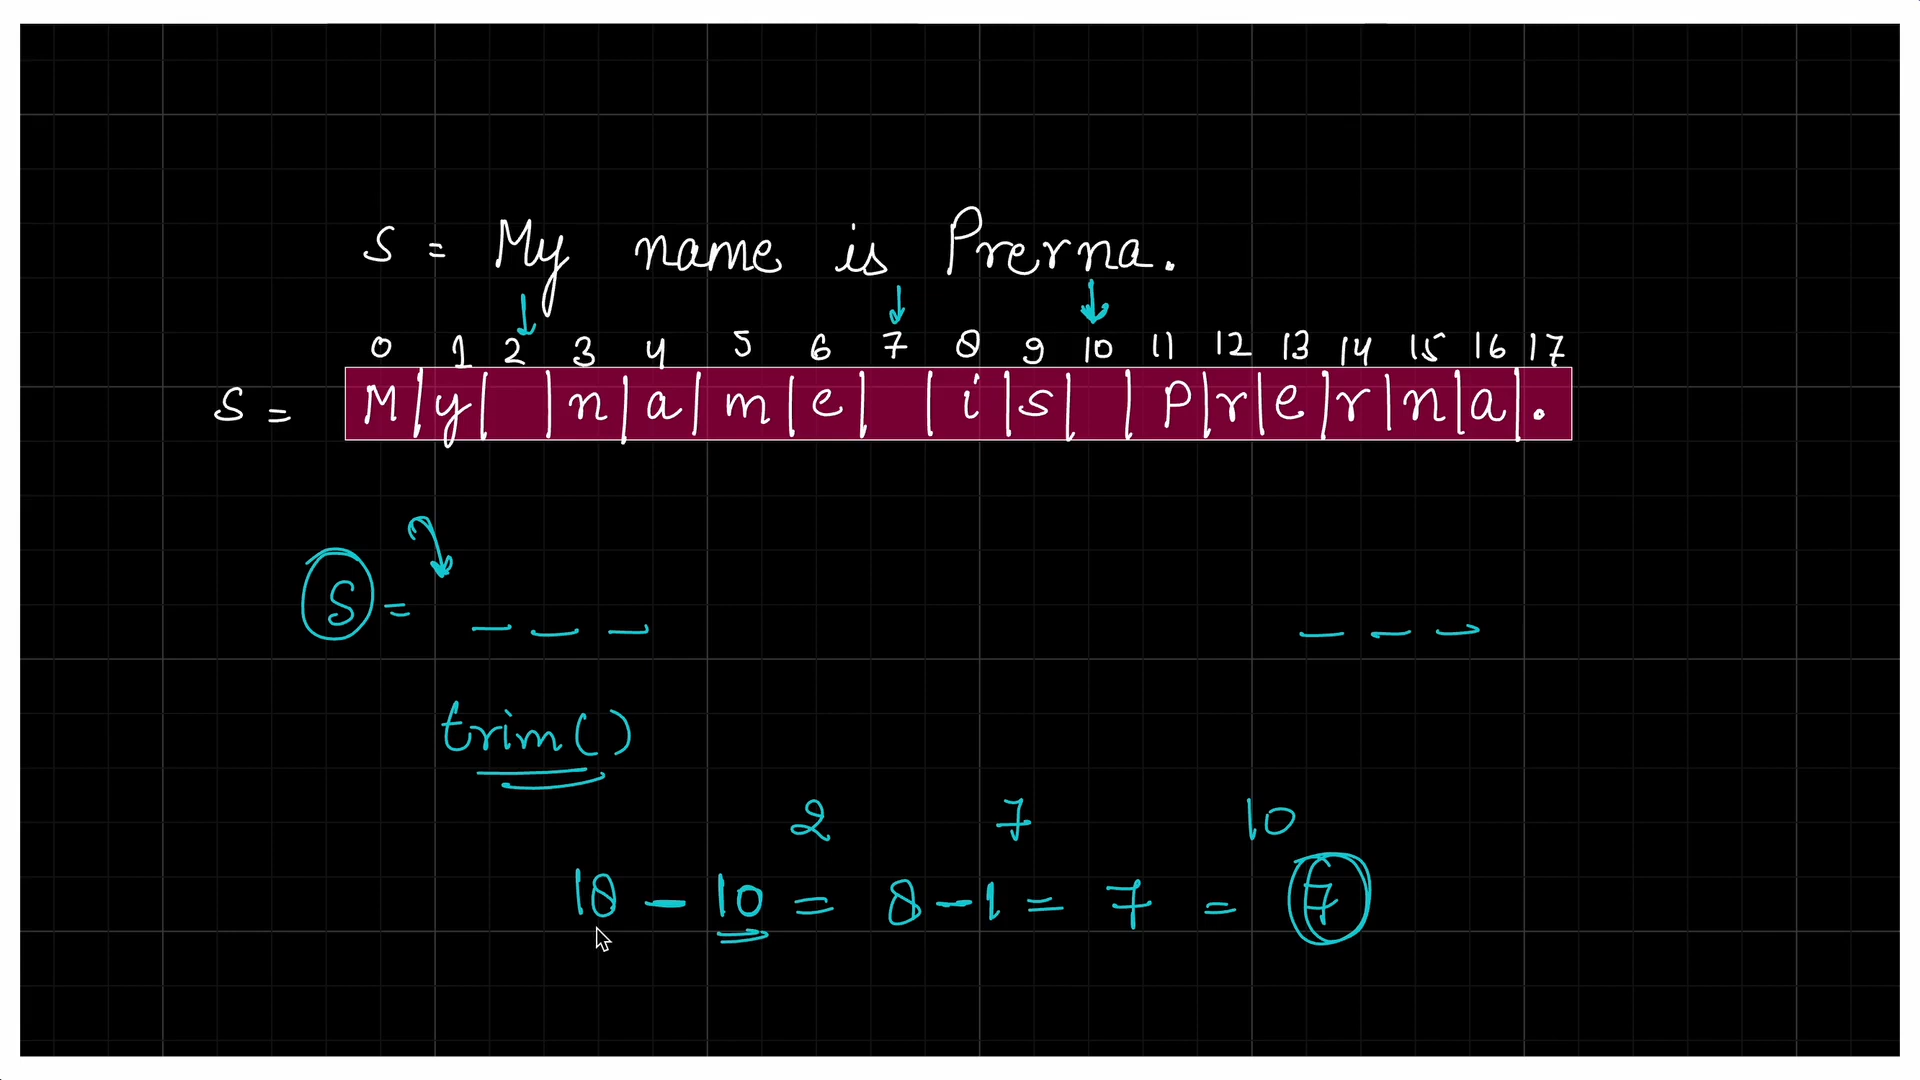 s = My name is Prerna.
0 1 2 3 4 5 6 7 8 9 10 11 12 13 14 15 16 17
s = M|y| |n|a|m|e| |i|s| |P|r|e|r|n|a|.
S = _ _ _ _ _ _
trim()
2 7 10
18 - 10 = 8 - 1 = 7 = 7